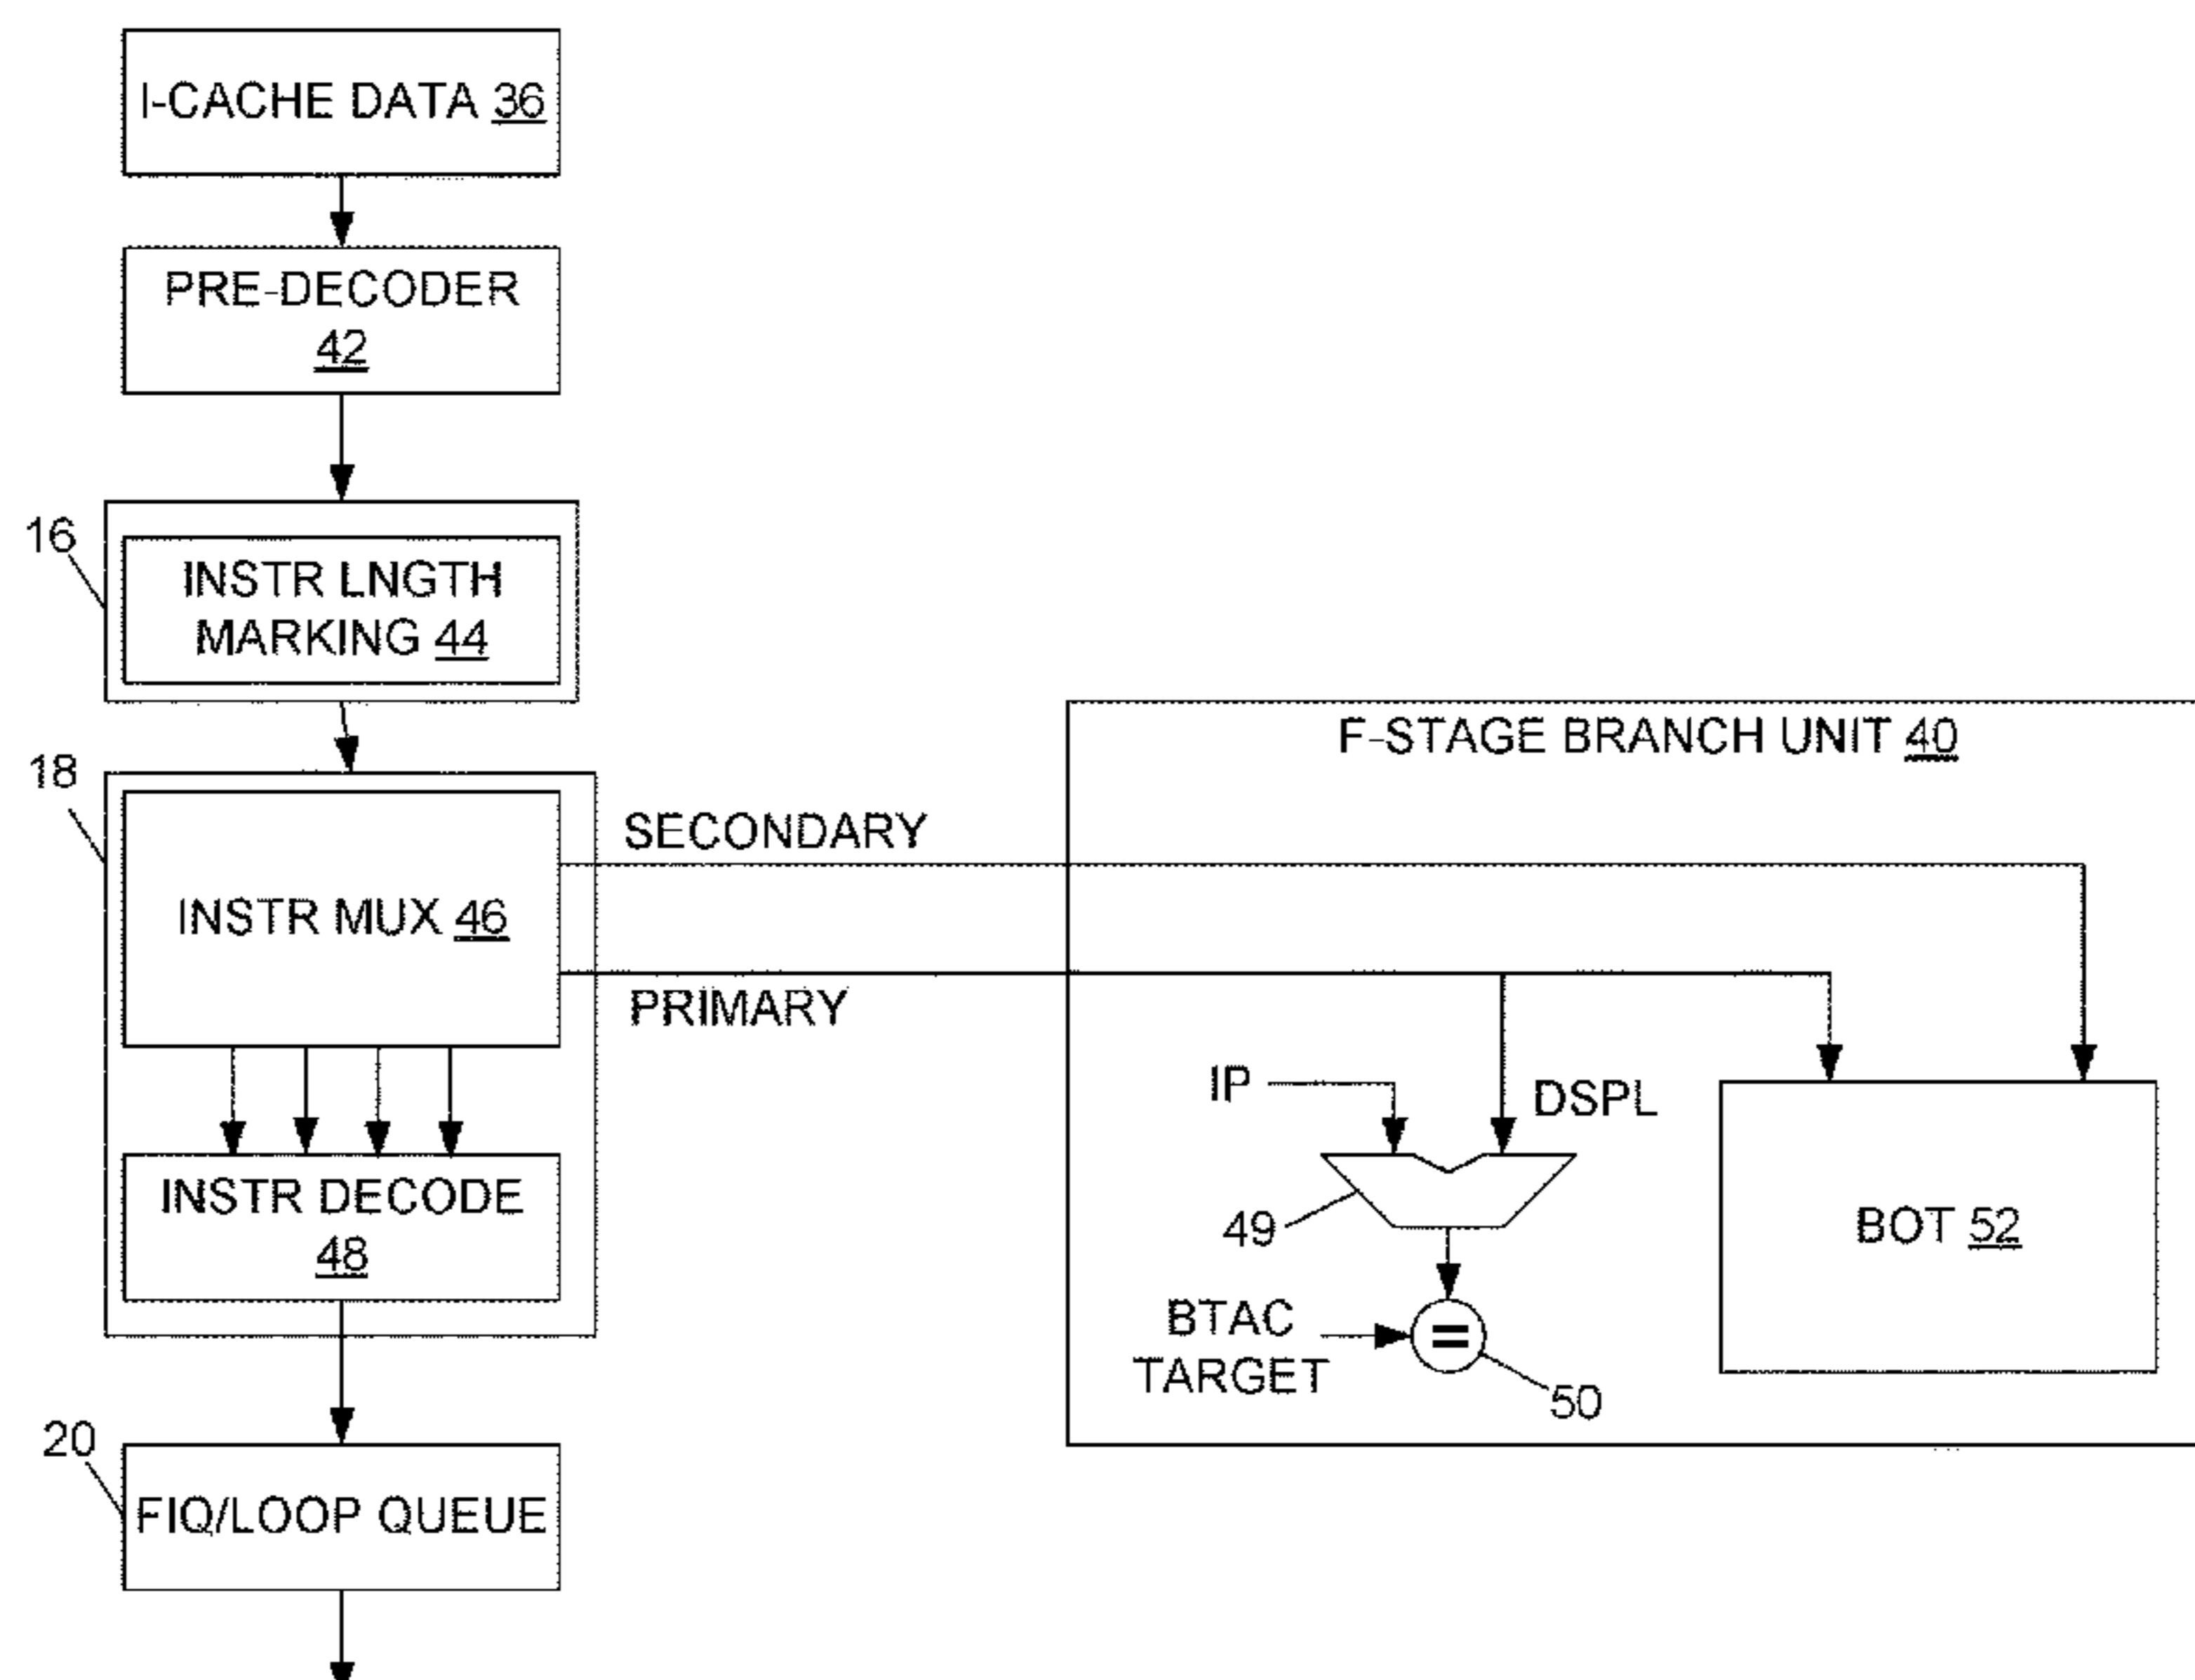 I-CACHE DATA 36
PRE-DECODER
42
16
INSTR LNGTH
MARKING 44
18
INSTR MUX 46
SECONDARY
PRIMARY
INSTR DECODE
48
20
FIQ/LOOP QUEUE
F-STAGE BRANCH UNIT 40
IP
DSPL
49
BTAC
TARGET
=
50
BOT 52